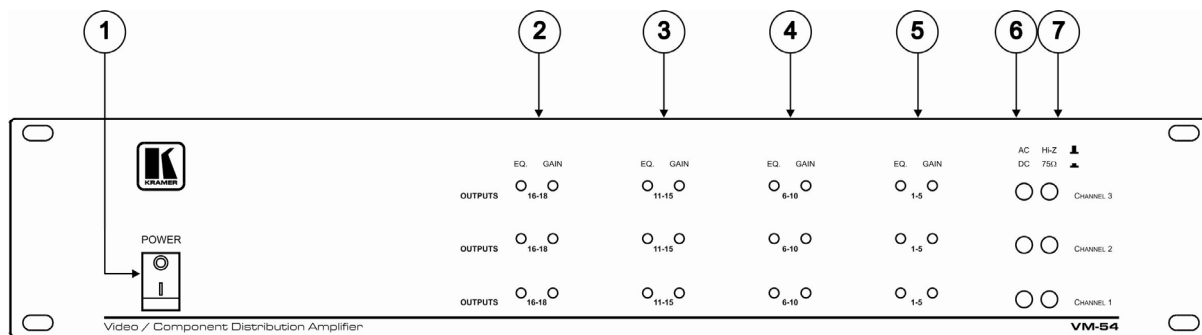 1 2 3 4 5 6 7
K
KRAMER
AC Hi-Z
EQ. GAIN EQ. GAIN EQ. GAIN EQ. GAIN DC 75Ω
OUTPUTS 16-18 11-15 6-10 1-5 CHANNEL 3
POWER
OUTPUTS 16-18 11-15 6-10 1-5 CHANNEL 2
OUTPUTS 16-18 11-15 6-10 1-5 CHANNEL 1
Video / Component Distribution Amplifier VM-54